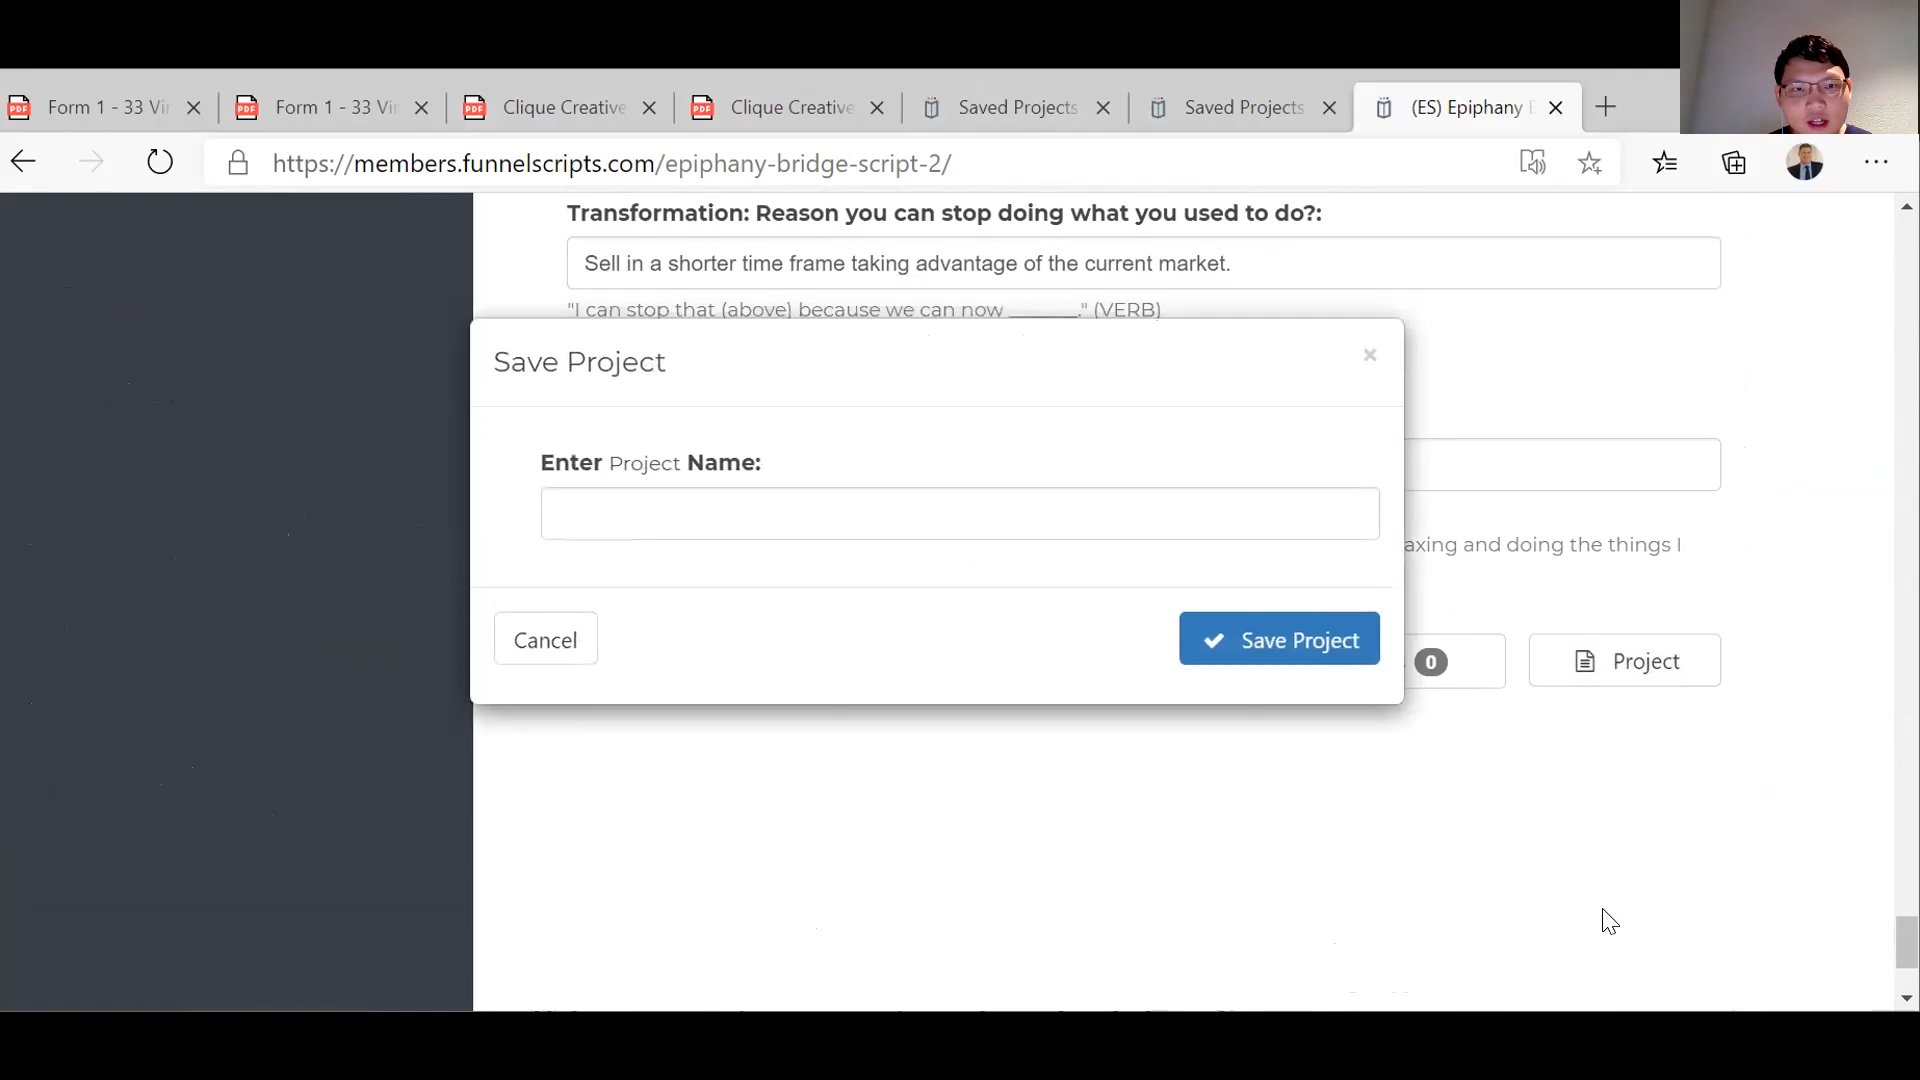 Form 1 - 33 Vir
Form 1 - 33 Vir
Clique Creative
Clique Creative
Saved Projects
Saved Projects
(ES) Epiphany
https://members.funnelscripts.com/epiphany-bridge-script-2/
Transformation: Reason you can stop doing what you used to do?:
Sell in a shorter time frame taking advantage of the current market.
"I can stop that (above) because we can now ______." (VERB)
Save Project
Enter Project Name:
axing and doing the things I
Cancel
Save Project
0
Project